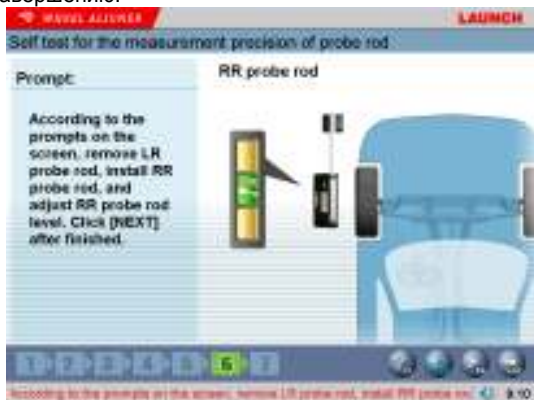 завершению.
WHEEL ALIGNER
LAUNCH
Self test for the measurement precision of probe rod
Prompt:
RR probe rod
According to the
prompts on the
screen, remove LR
probe rod, install RR
probe rod, and
adjust RR probe rod
level. Click [NEXT]
after finished.
1 2 3 4 5 6 7
According to the prompts on the screen, remove LR probe rod, install RR probe rod,
9:10